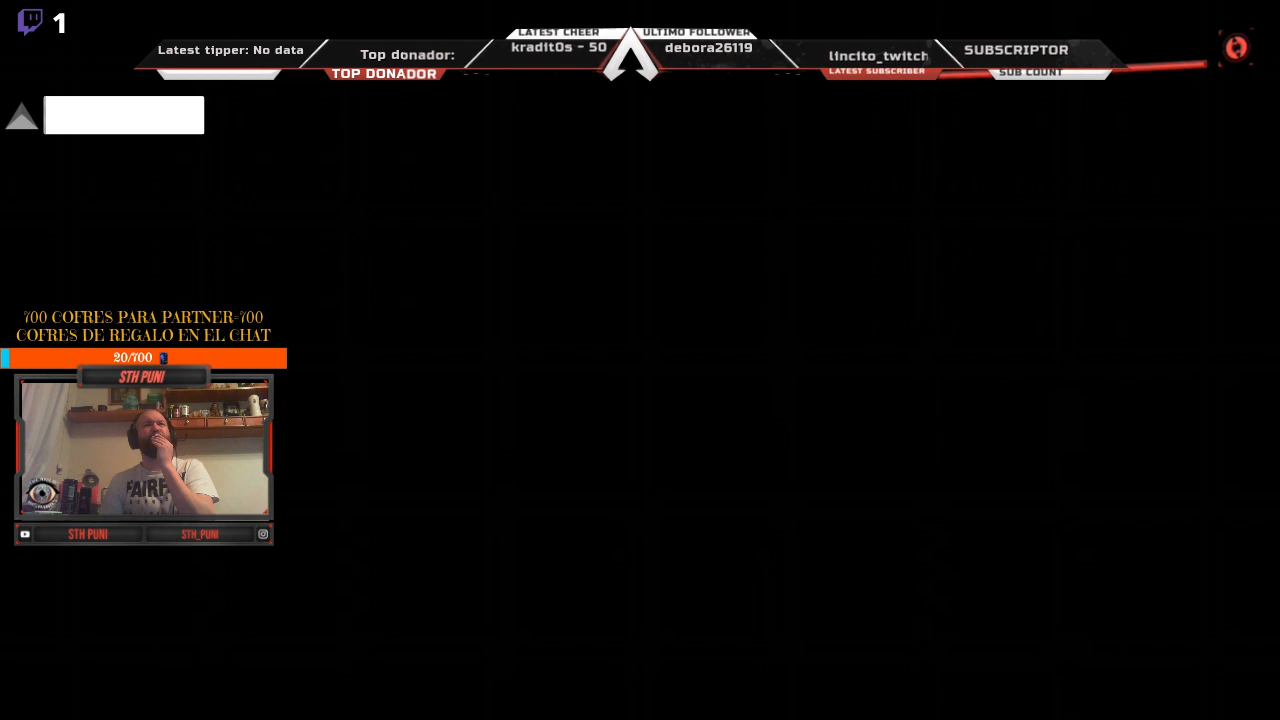 1
Latest tipper: No data
Top donador:
TOP DONADOR
LATEST CHEER
kradit0s - 50
ULTIMO FOLLOWER
debora26119
lincito_twitch
LATEST SUBSCRIBER
SUBSCRIPTOR
SUB COUNT
700 COFRES PARA PARTNER=700
COFRES DE REGALO EN EL CHAT
20/700
STH PUNI
FAIRF
STH PUNI
STH_PUNI